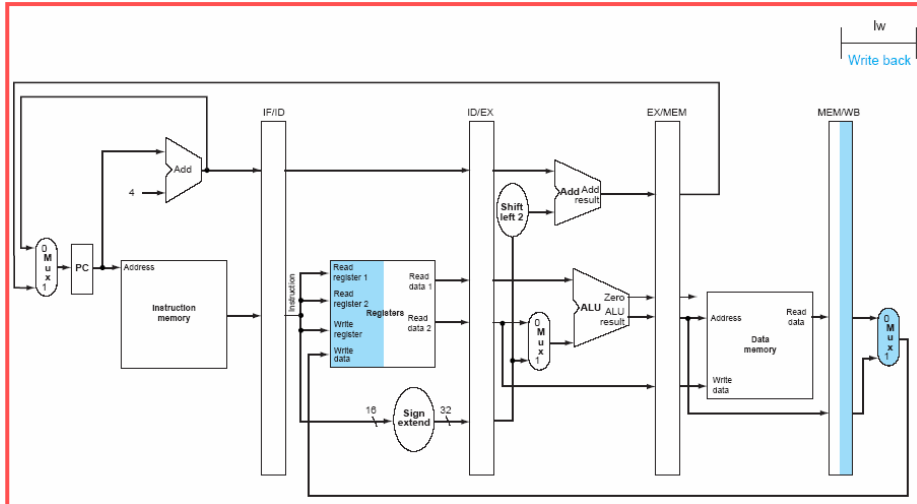 lw
Write back
IF/ID
ID/EX
EX/MEM
MEM/WB
Add
4
Shift
left 2
Add
Add
result
0
M
u
x
1
PC
Address
Instruction
memory
Instruction
Read
register 1
Read
register 2
Write
register
Write
data
Registers
Read
data 1
Read
data 2
16
Sign
extend
32
0
M
u
x
1
ALU
Zero
ALU
result
Address
Read
data
Data
memory
Write
data
0
M
u
x
1